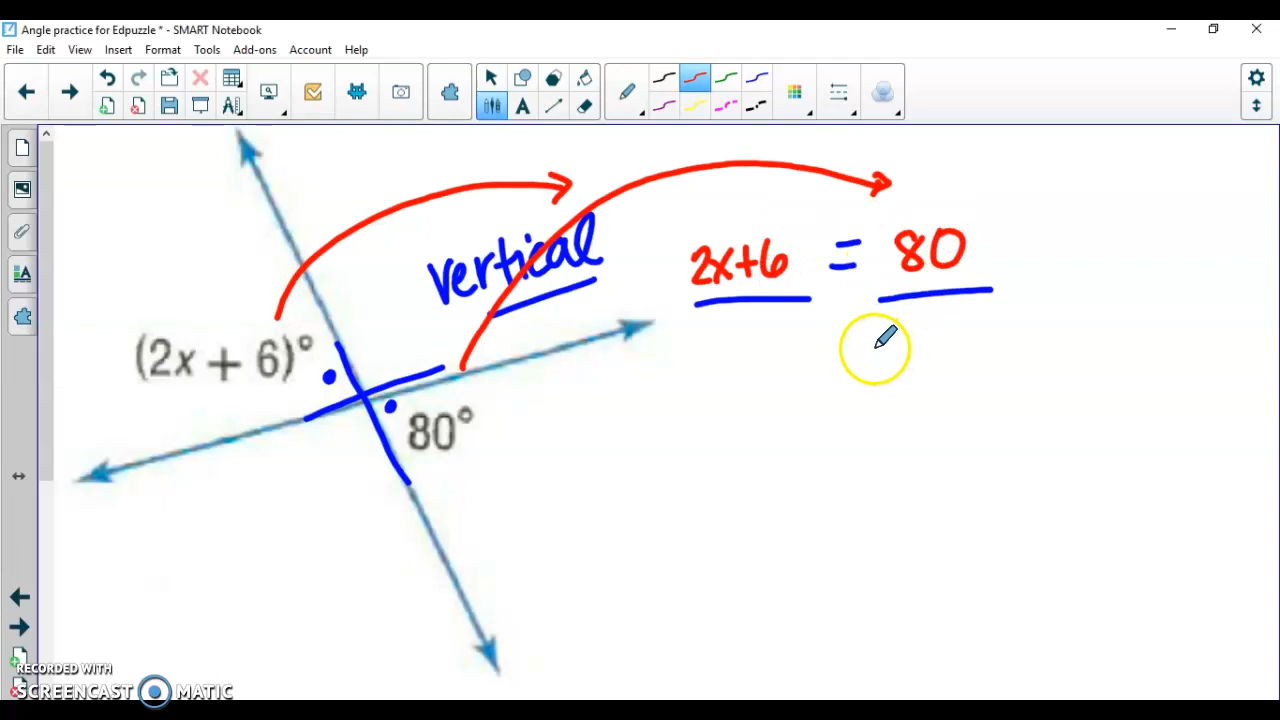 Angle practice for Edpuzzle * - SMART Notebook
File Edit View Insert Format Tools Add-ons Account Help
vertical
2x+6 = 80
(2x + 6)°
80°
RECORDED WITH
SCREENCAST MATIC